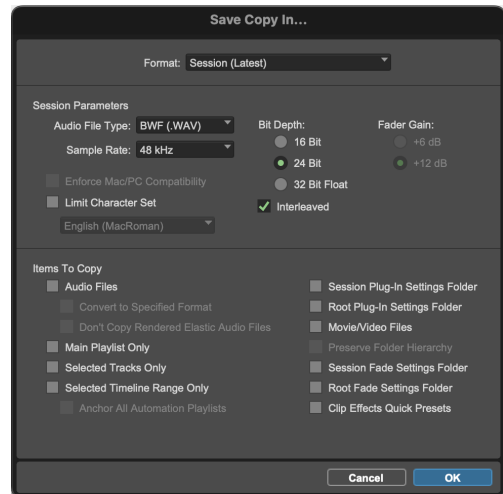 Save Copy In...
Format: Session (Latest)
Session Parameters
Audio File Type: BWF (.WAV)
Sample Rate: 48 kHz
Enforce Mac/PC Compatibility
Limit Character Set
English (MacRoman)
Bit Depth:
16 Bit
24 Bit
32 Bit Float
Interleaved
Fader Gain:
+6 dB
+12 dB
Items To Copy
Audio Files
Convert to Specified Format
Don't Copy Rendered Elastic Audio Files
Main Playlist Only
Selected Tracks Only
Selected Timeline Range Only
Anchor All Automation Playlists
Session Plug-In Settings Folder
Root Plug-In Settings Folder
Movie/Video Files
Preserve Folder Hierarchy
Session Fade Settings Folder
Root Fade Settings Folder
Clip Effects Quick Presets
Cancel
OK